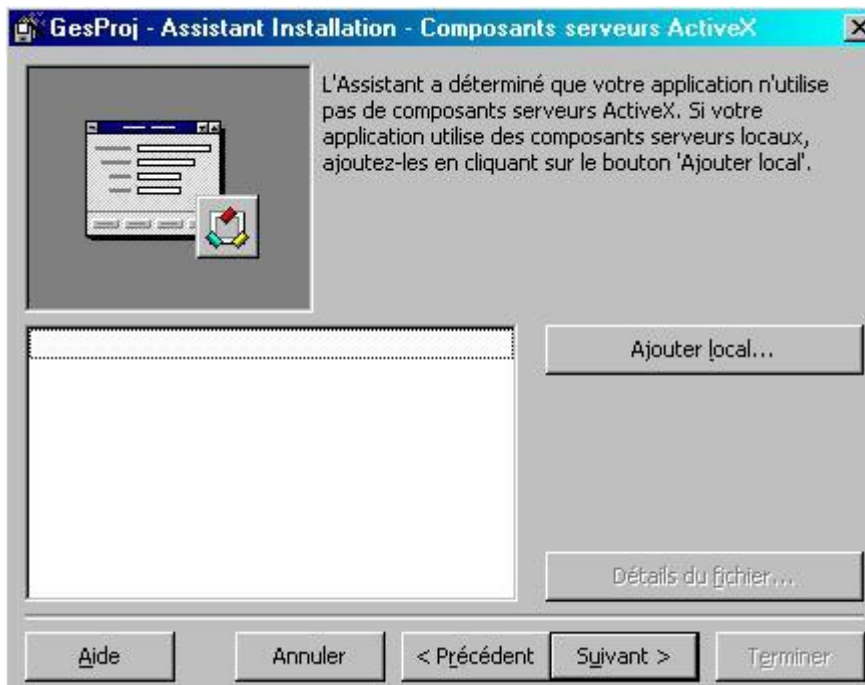 GesProj - Assistant Installation - Composants serveurs ActiveX
L'Assistant a déterminé que votre application n'utilise
pas de composants serveurs ActiveX. Si votre
application utilise des composants serveurs locaux,
ajoutez-les en cliquant sur le bouton 'Ajouter local'.
Ajouter local...
Détails du fichier...
Aide
Annuler
< Précédent
Suivant >
Terminer